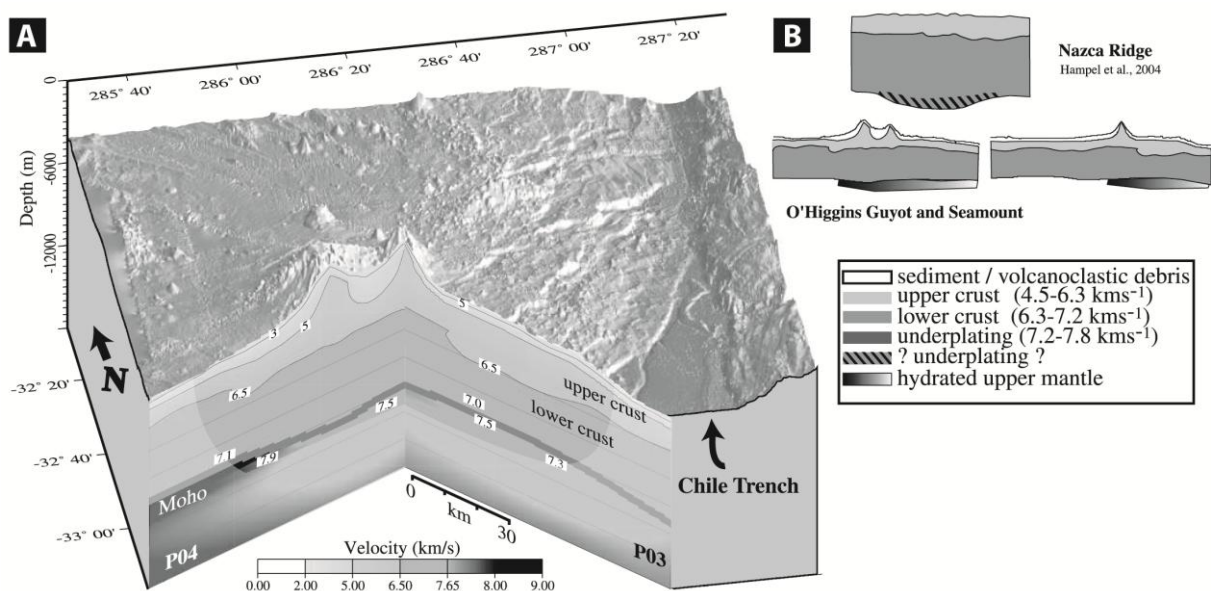 A
285° 40'
286° 00'
286° 20'
286° 40'
287° 00'
287° 20'
0
-6000
-12000
Depth (m)
-32° 20'
-32° 40'
-33° 00'
N
3
5
5
6.5
6.5
7.1
7.9
7.5
7.0
7.5
7.3
upper crust
lower crust
Moho
P04
P03
0
km
30
Chile Trench
Velocity (km/s)
0.00 2.00 5.00 6.50 7.65 8.00 9.00
B
Nazca Ridge
Hampel et al., 2004
O'Higgins Guyot and Seamount
sediment / volcanoclastic debris
upper crust (4.5-6.3 kms⁻¹)
lower crust (6.3-7.2 kms⁻¹)
underplating (7.2-7.8 kms⁻¹)
? underplating ?
hydrated upper mantle